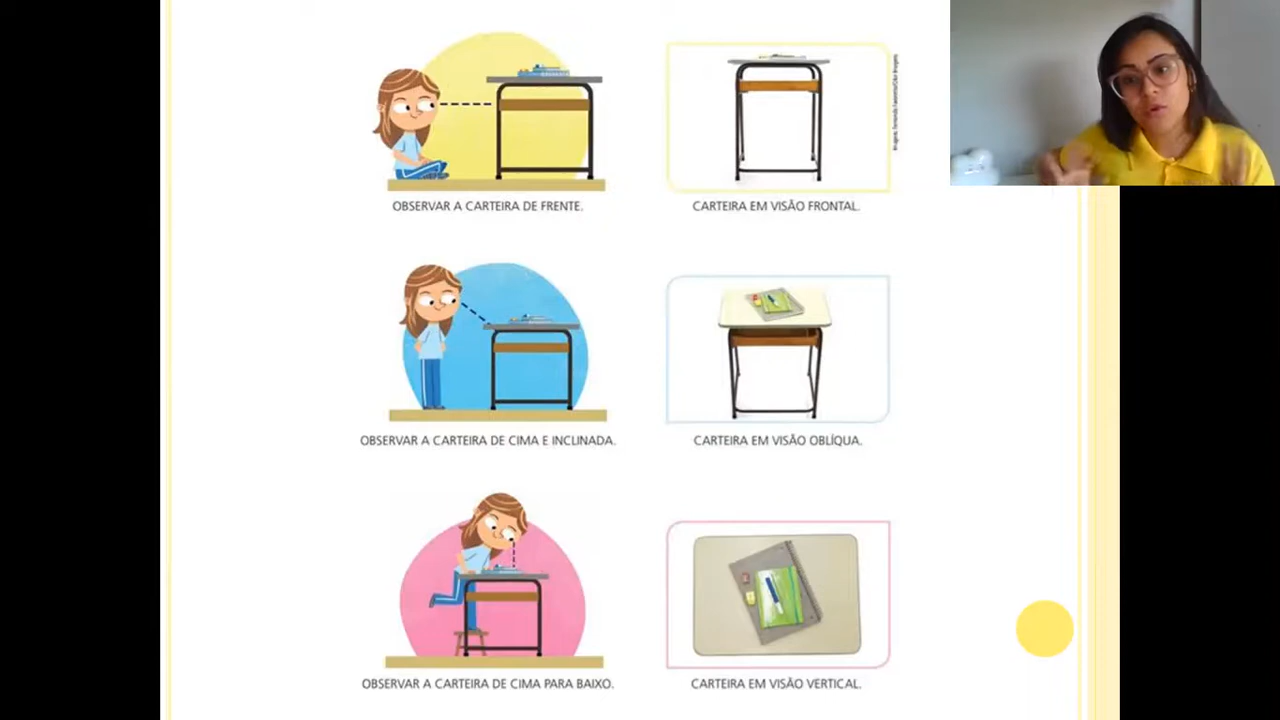 OBSERVAR A CARTEIRA DE FRENTE.
CARTEIRA EM VISÃO FRONTAL.
OBSERVAR A CARTEIRA DE CIMA E INCLINADA.
CARTEIRA EM VISÃO OBLÍQUA.
OBSERVAR A CARTEIRA DE CIMA PARA BAIXO.
CARTEIRA EM VISÃO VERTICAL.